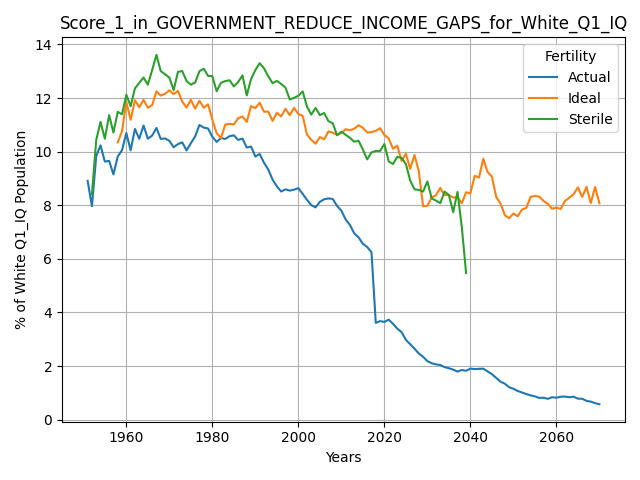 Score_1_in_GOVERNMENT_REDUCE_INCOME_GAPS_for_White_Q1_IQ
% of White Q1_IQ Population
14
12
10
8
6
4
2
0
Fertility
Actual
Ideal
Sterile
1960 1980 2000 2020 2040 2060
Years